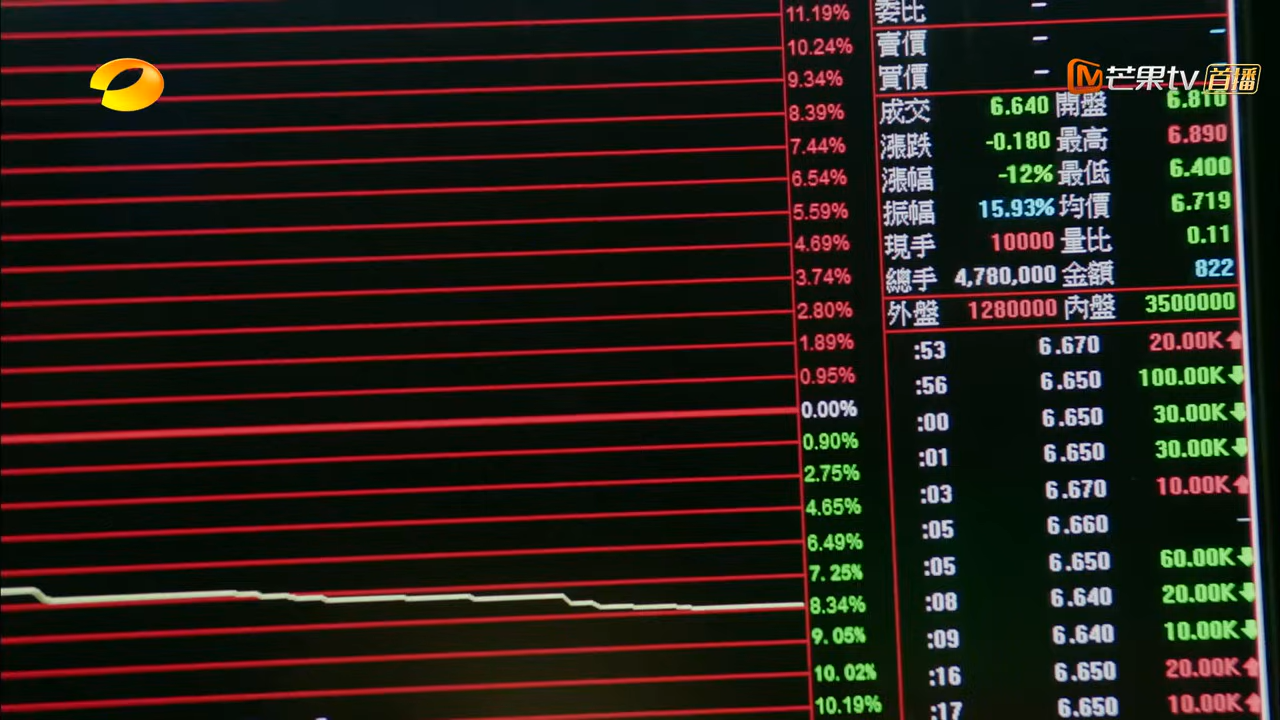 芒果tv 首播
11.19%
10.24%
9.34%
8.39%
7.44%
6.54%
5.59%
4.69%
3.74%
2.80%
1.89%
0.95%
0.00%
0.90%
2.75%
4.65%
6.49%
7.25%
8.34%
9.05%
10.02%
10.19%
委比 –
賣價 – –
買價 –
成交 6.640 開盤 6.810
漲跌 -0.180 最高 6.890
漲幅 -12% 最低 6.400
振幅 15.93% 均價 6.719
現手 10000 量比 0.11
總手 4,780,000 金額 822
外盤 1280000 內盤 3500000
:53 6.670 20.00K↑
:56 6.650 100.00K↓
:00 6.650 30.00K↓
:01 6.650 30.00K↓
:03 6.670 10.00K↑
:05 6.660 –
:05 6.650 60.00K↓
:08 6.640 20.00K↓
:09 6.640 10.00K↓
:16 6.650 20.00K↑
:17 6.650 10.00K↑